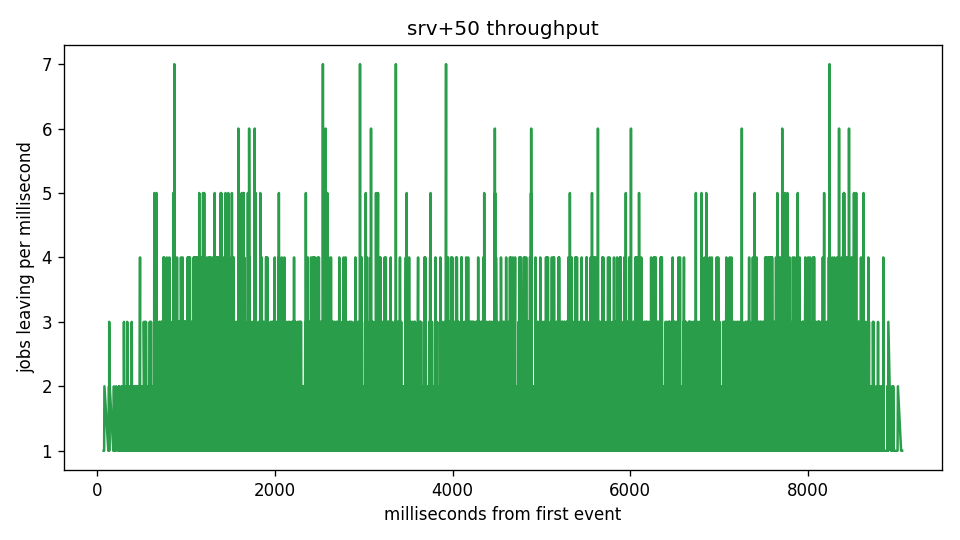 srv+50 throughput
jobs leaving per millisecond
7
6
5
4
3
2
1
0 2000 4000 6000 8000
milliseconds from first event